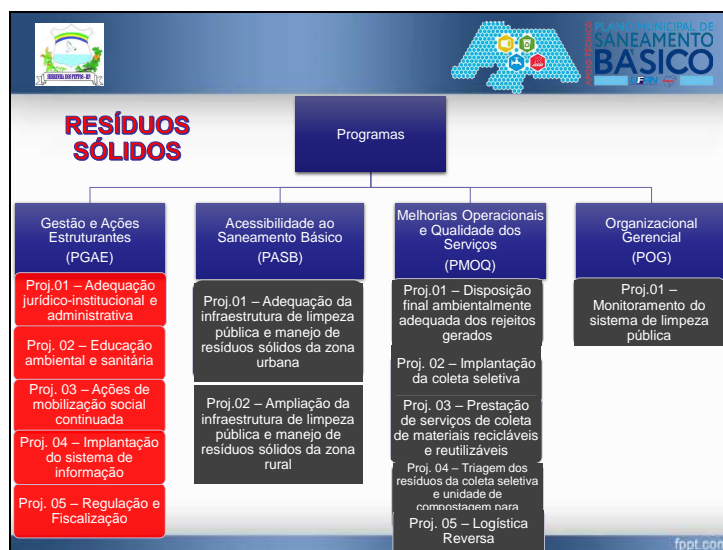 SERRINHA DOS PINTOS - RN
PLANO MUNICIPAL DE
SANEAMENTO
BÁSICO
RESÍDUOS
SÓLIDOS
Programas
Gestão e Ações
Estruturantes
(PGAE)
Proj.01 – Adequação
jurídico-institucional e
administrativa
Proj. 02 – Educação
ambiental e sanitária
Proj. 03 – Ações de
mobilização social
continuada
Proj. 04 – Implantação
do sistema de
informação
Proj. 05 – Regulação e
Fiscalização
Acessibilidade ao
Saneamento Básico
(PASB)
Proj.01 – Adequação da
infraestrutura de limpeza
pública e manejo de
resíduos sólidos da zona
urbana
Proj.02 – Ampliação da
infraestrutura de limpeza
pública e manejo de
resíduos sólidos da zona
rural
Melhorias Operacionais
e Qualidade dos
Serviços
(PMOQ)
Proj.01 – Disposição
final ambientalmente
adequada dos rejeitos
gerados
Proj. 02 – Implantação
da coleta seletiva
Proj. 03 – Prestação
de serviços de coleta
de materiais recicláveis e
reutilizáveis
Proj. 04 – Triagem dos
resíduos da coleta seletiva
e unidade de
compostagem para
Proj. 05 – Logística
Reversa
Organizacional
Gerencial
(POG)
Proj.01 –
Monitoramento do
sistema de limpeza
pública
fppt.com